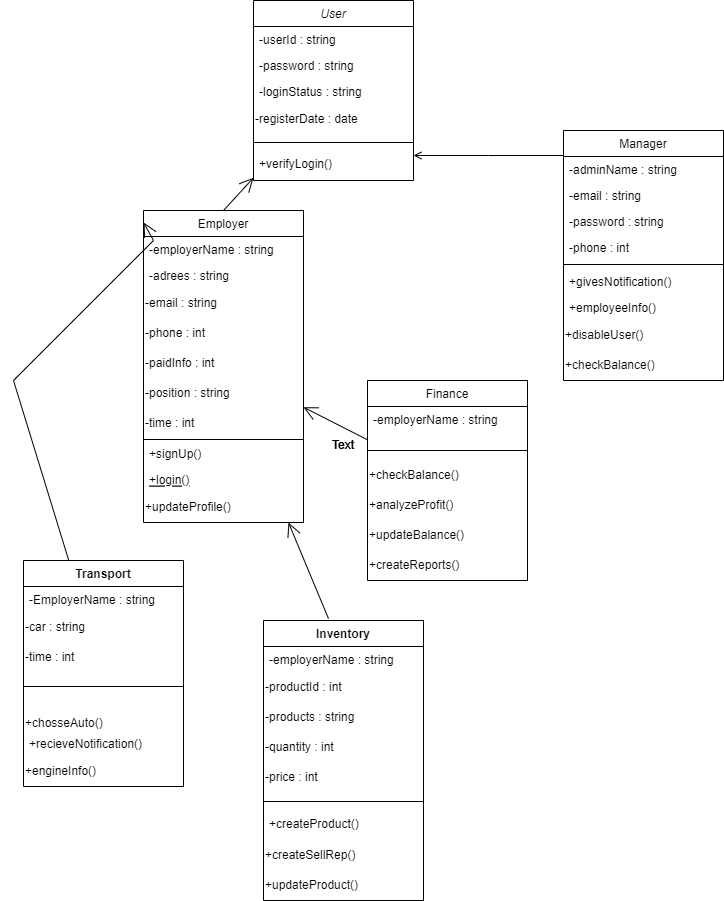 User
-userId : string
-password : string
-loginStatus : string
-registerDate : date
+verifyLogin()
Manager
-adminName : string
-email : string
-password : string
-phone : int
+givesNotification()
+employeeInfo()
+disableUser()
+checkBalance()
Employer
-employerName : string
-adrees : string
-email : string
-phone : int
-paidInfo : int
-position : string
-time : int
+signUp()
+login()
+updateProfile()
Finance
-employerName : string
+checkBalance()
+analyzeProfit()
+updateBalance()
+createReports()
Text
Transport
-EmployerName : string
-car : string
-time : int
+chosseAuto()
+recieveNotification()
+engineInfo()
Inventory
-employerName : string
-productId : int
-products : string
-quantity : int
-price : int
+createProduct()
+createSellRep()
+updateProduct()